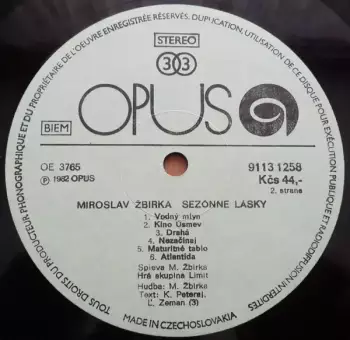 TOUS DROITS DU PRODUCTEUR PHONOGRAPHIQUE ET DU PROPRIÉTAIRE DE L'OEUVRE ENREGISTRÉE RÉSERVÉS. DUPLICATION, UTILISATION DE CE DISQUE POUR EXÉCUTION PUBLIQUE ET RADIODIFFUSION INTERDITES
STEREO
33
OPUS
BIEM
OE 3765
9113 1258
℗ 1982 OPUS
Kčs 44,-
2. strana
MIROSLAV ŽBIRKA SEZÓNNE LÁSKY
1. Vodný mlyn
2. Kino Úsmev
3. Drahá
4. Nezačínaj
5. Maturitné tablo
6. Atlantída
Spieva M. Žbirka
Hrá skupina Limit
Hudba: M. Žbirka
Text: K. Peteraj,
Ľ. Zeman (3)
MADE IN CZECHOSLOVAKIA